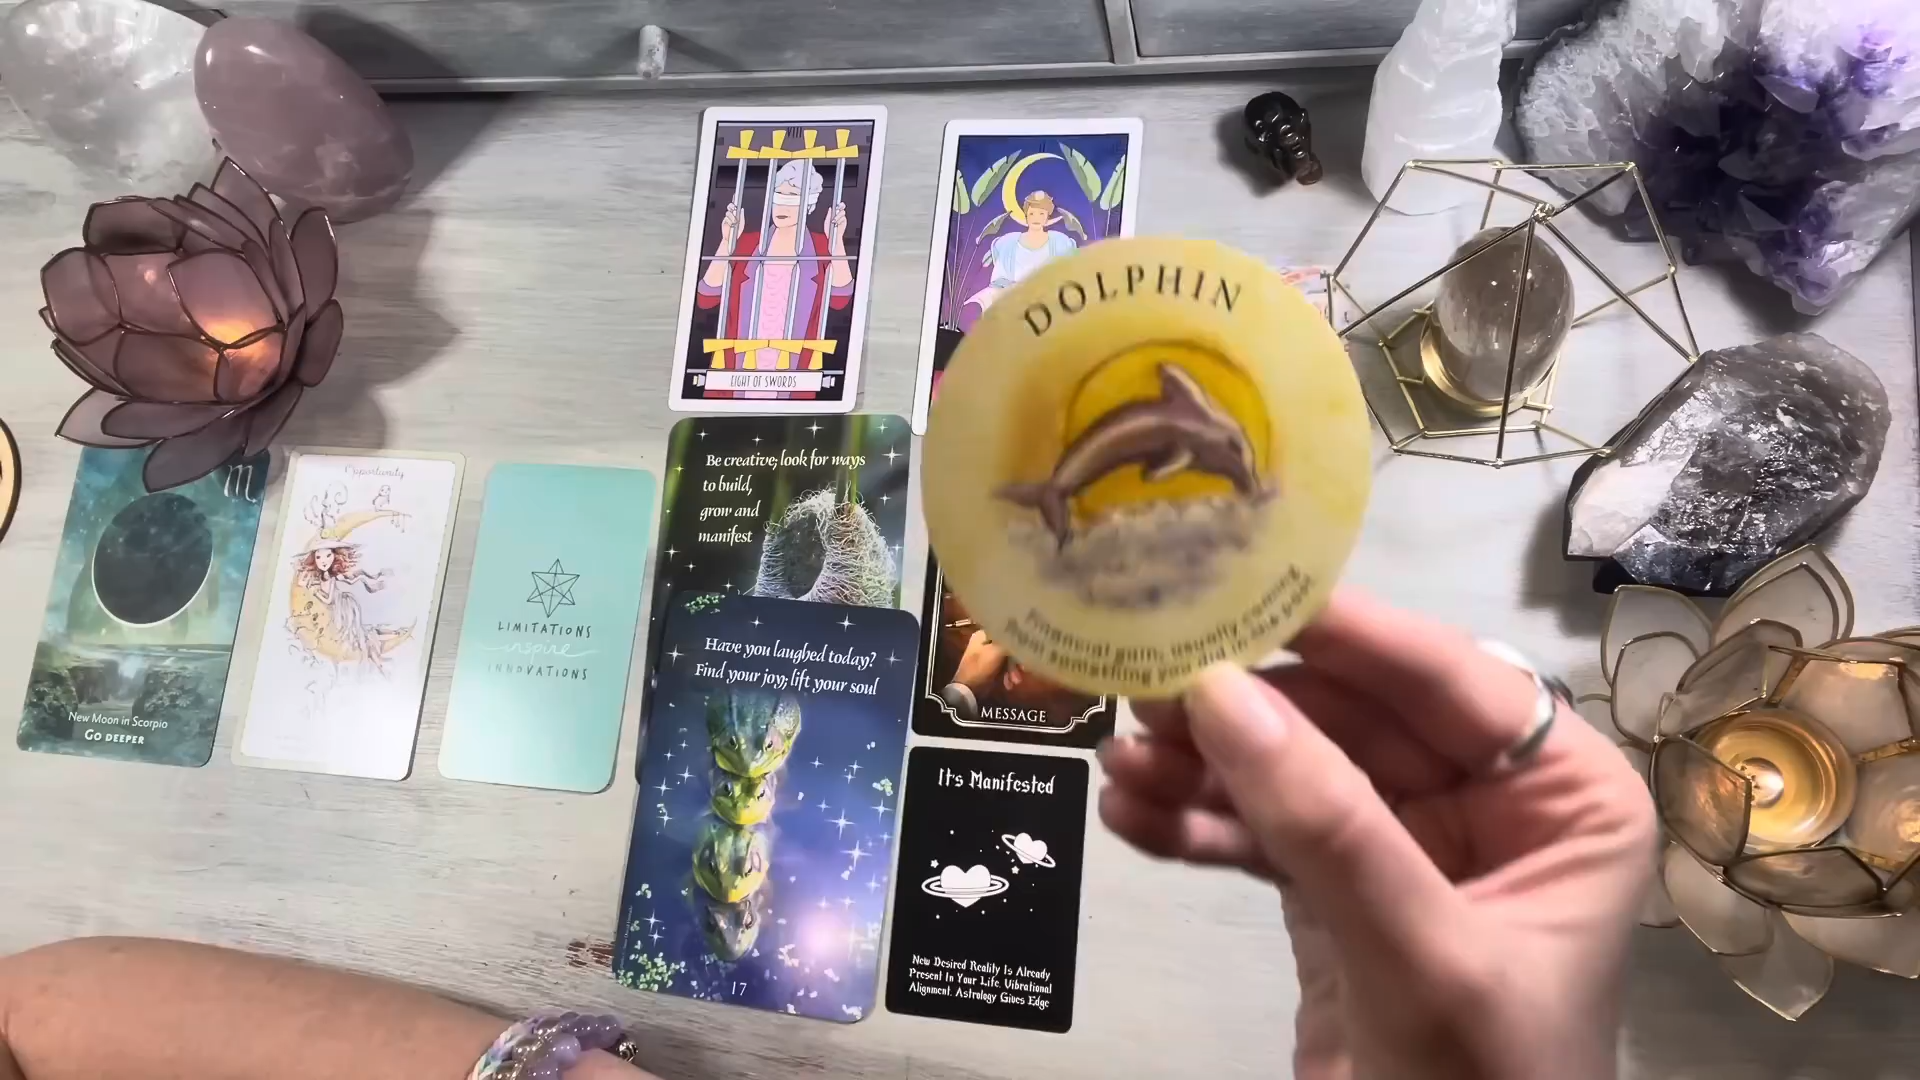 VIII
EIGHT OF SWORDS
II
DOLPHIN
Financial gain, usually coming
from something you did in the past
New Moon in Scorpio
GO DEEPER
Opportunity
LIMITATIONS
inspire
INNOVATIONS
Be creative; look for ways
to build,
grow and
manifest
Have you laughed today?
Find your joy; lift your soul
17
MESSAGE
It's Manifested
New Desired Reality Is Already
Present In Your Life. Vibrational
Alignment. Astrology Gives Edge